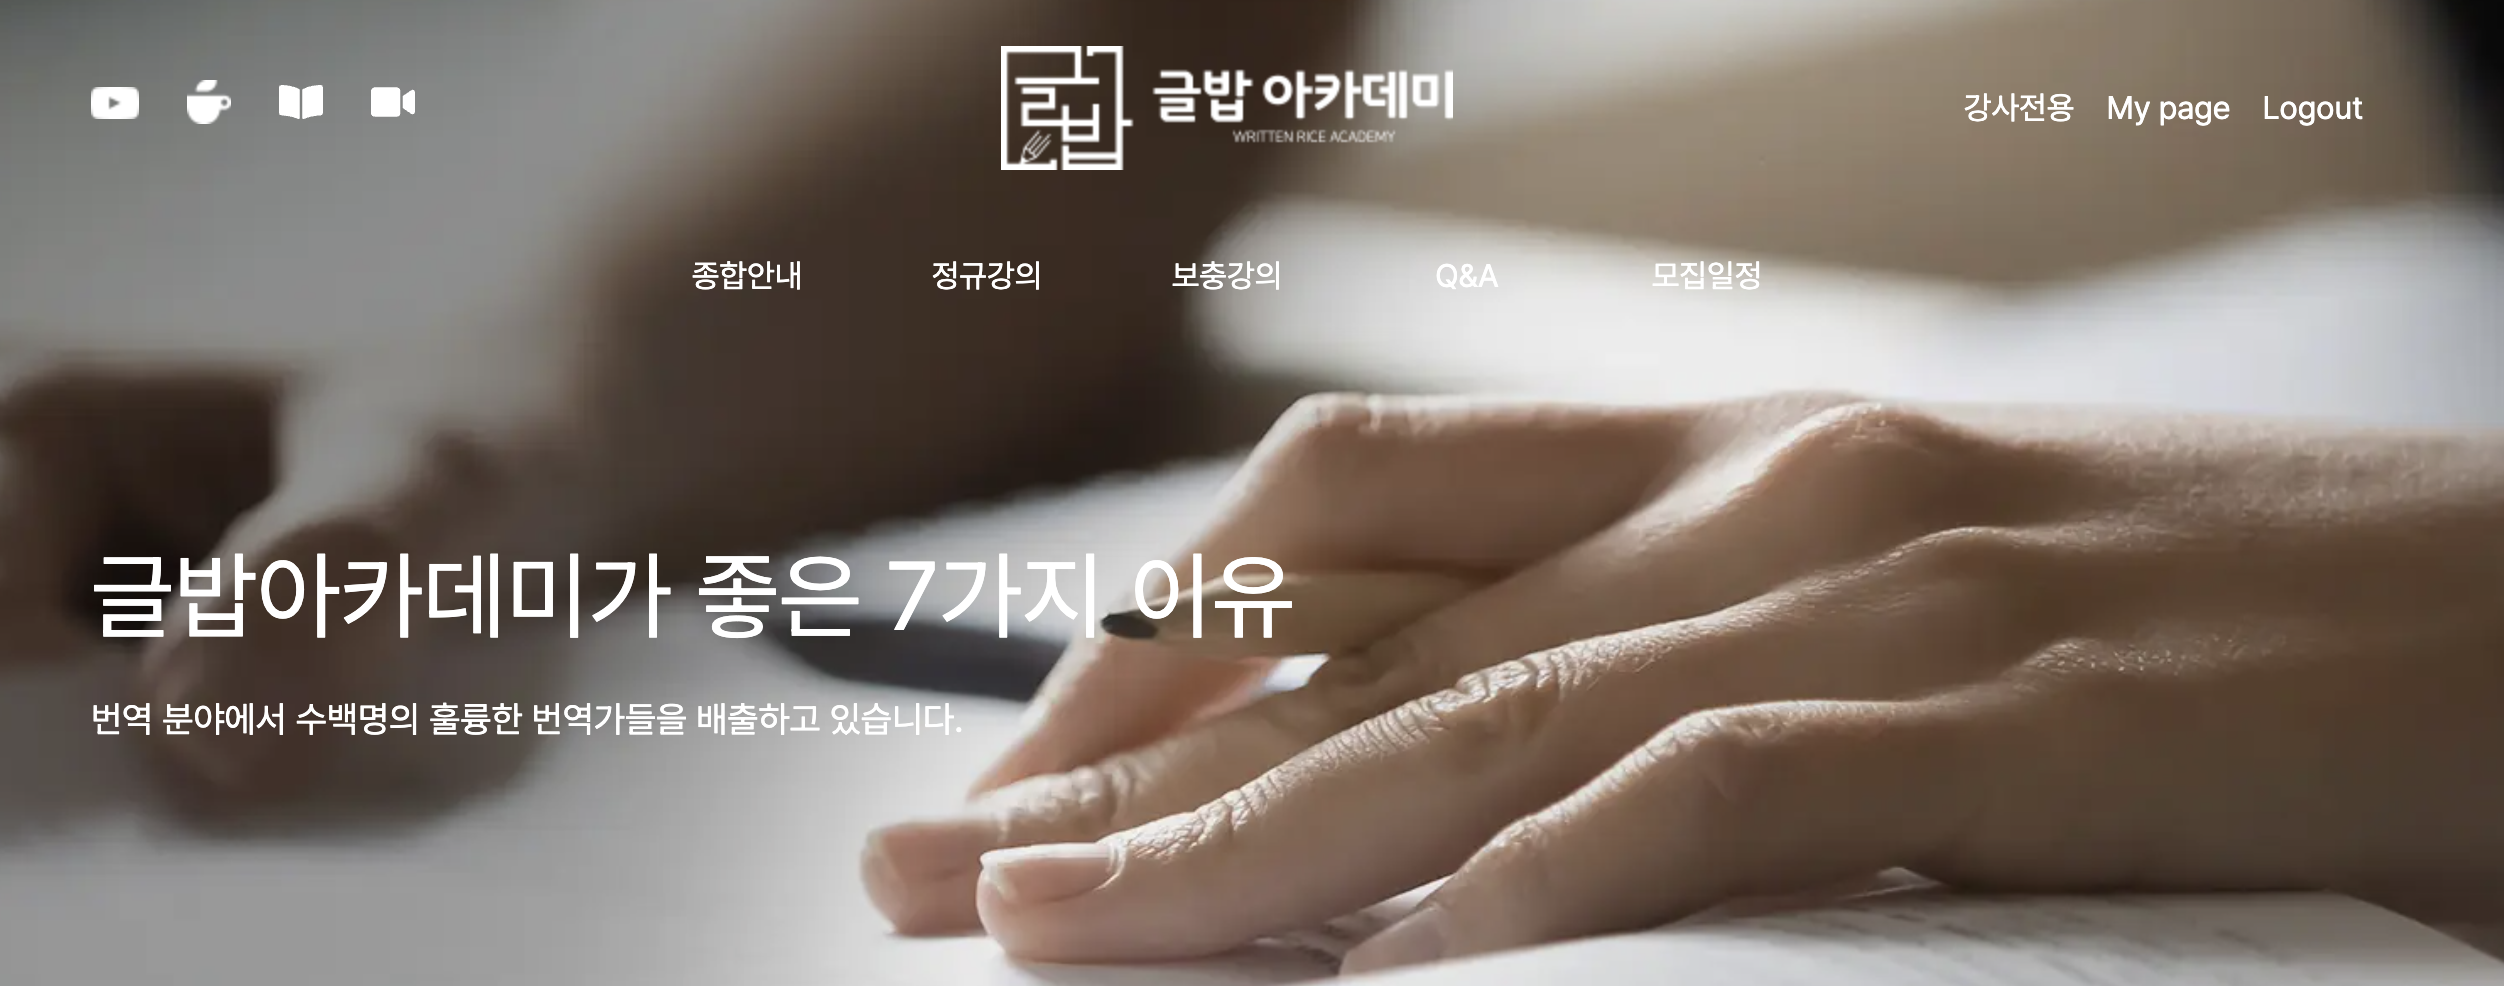 글밥
글밥 아카데미
WRITTEN RICE ACADEMY
강사전용 My page Logout
종합안내 정규강의 보충강의 Q&A 모집일정
글밥아카데미가 좋은 7가지 이유
번역 분야에서 수백명의 훌륭한 번역가들을 배출하고 있습니다.